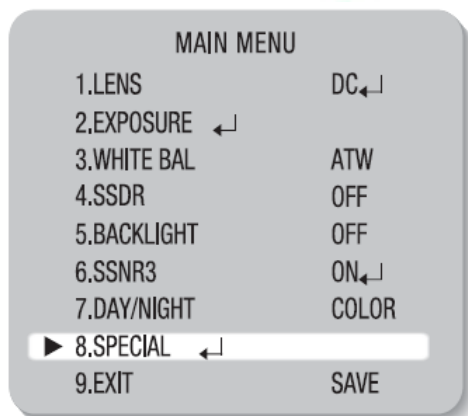 MAIN MENU
1.LENS DC↵
2.EXPOSURE ↵
3.WHITE BAL ATW
4.SSDR OFF
5.BACKLIGHT OFF
6.SSNR3 ON↵
7.DAY/NIGHT COLOR
▶ 8.SPECIAL ↵
9.EXIT SAVE